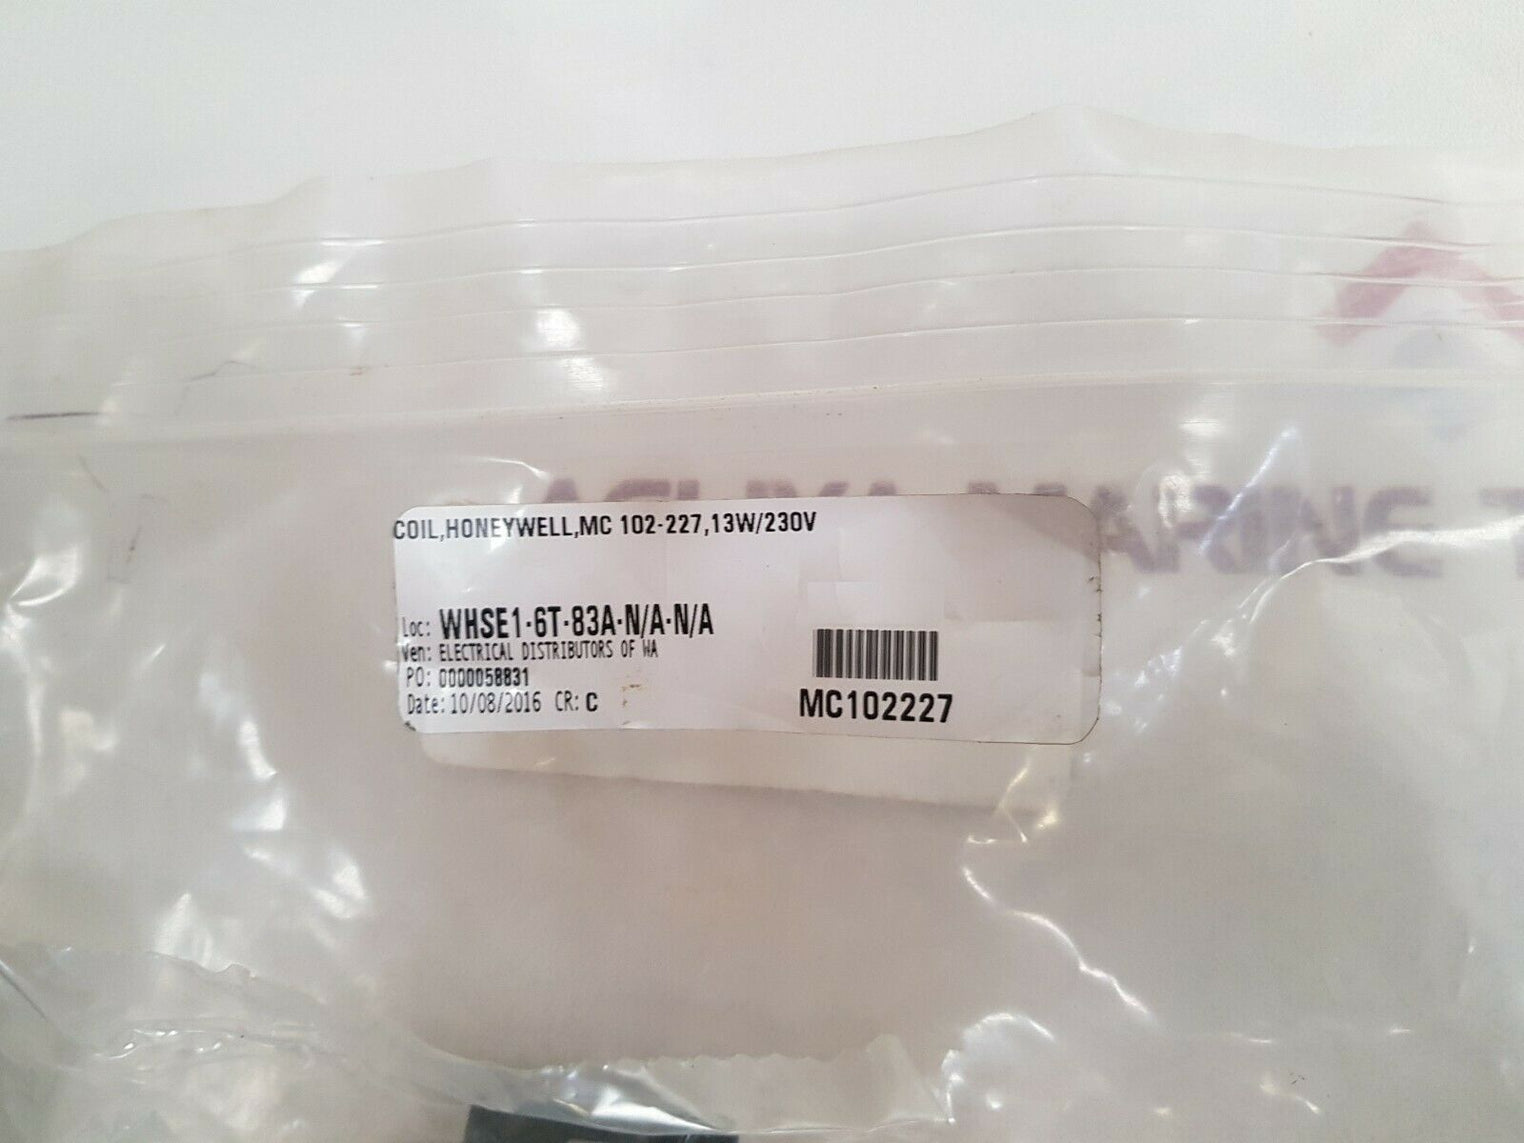 MARINE
COIL,HONEYWELL,MC 102-227,13W/230V
Loc: WHSE1-6T-83A-N/A-N/A
Ven: ELECTRICAL DISTRIBUTORS OF WA
PO: 0000058831
Date: 10/08/2016 CR: C
MC102227